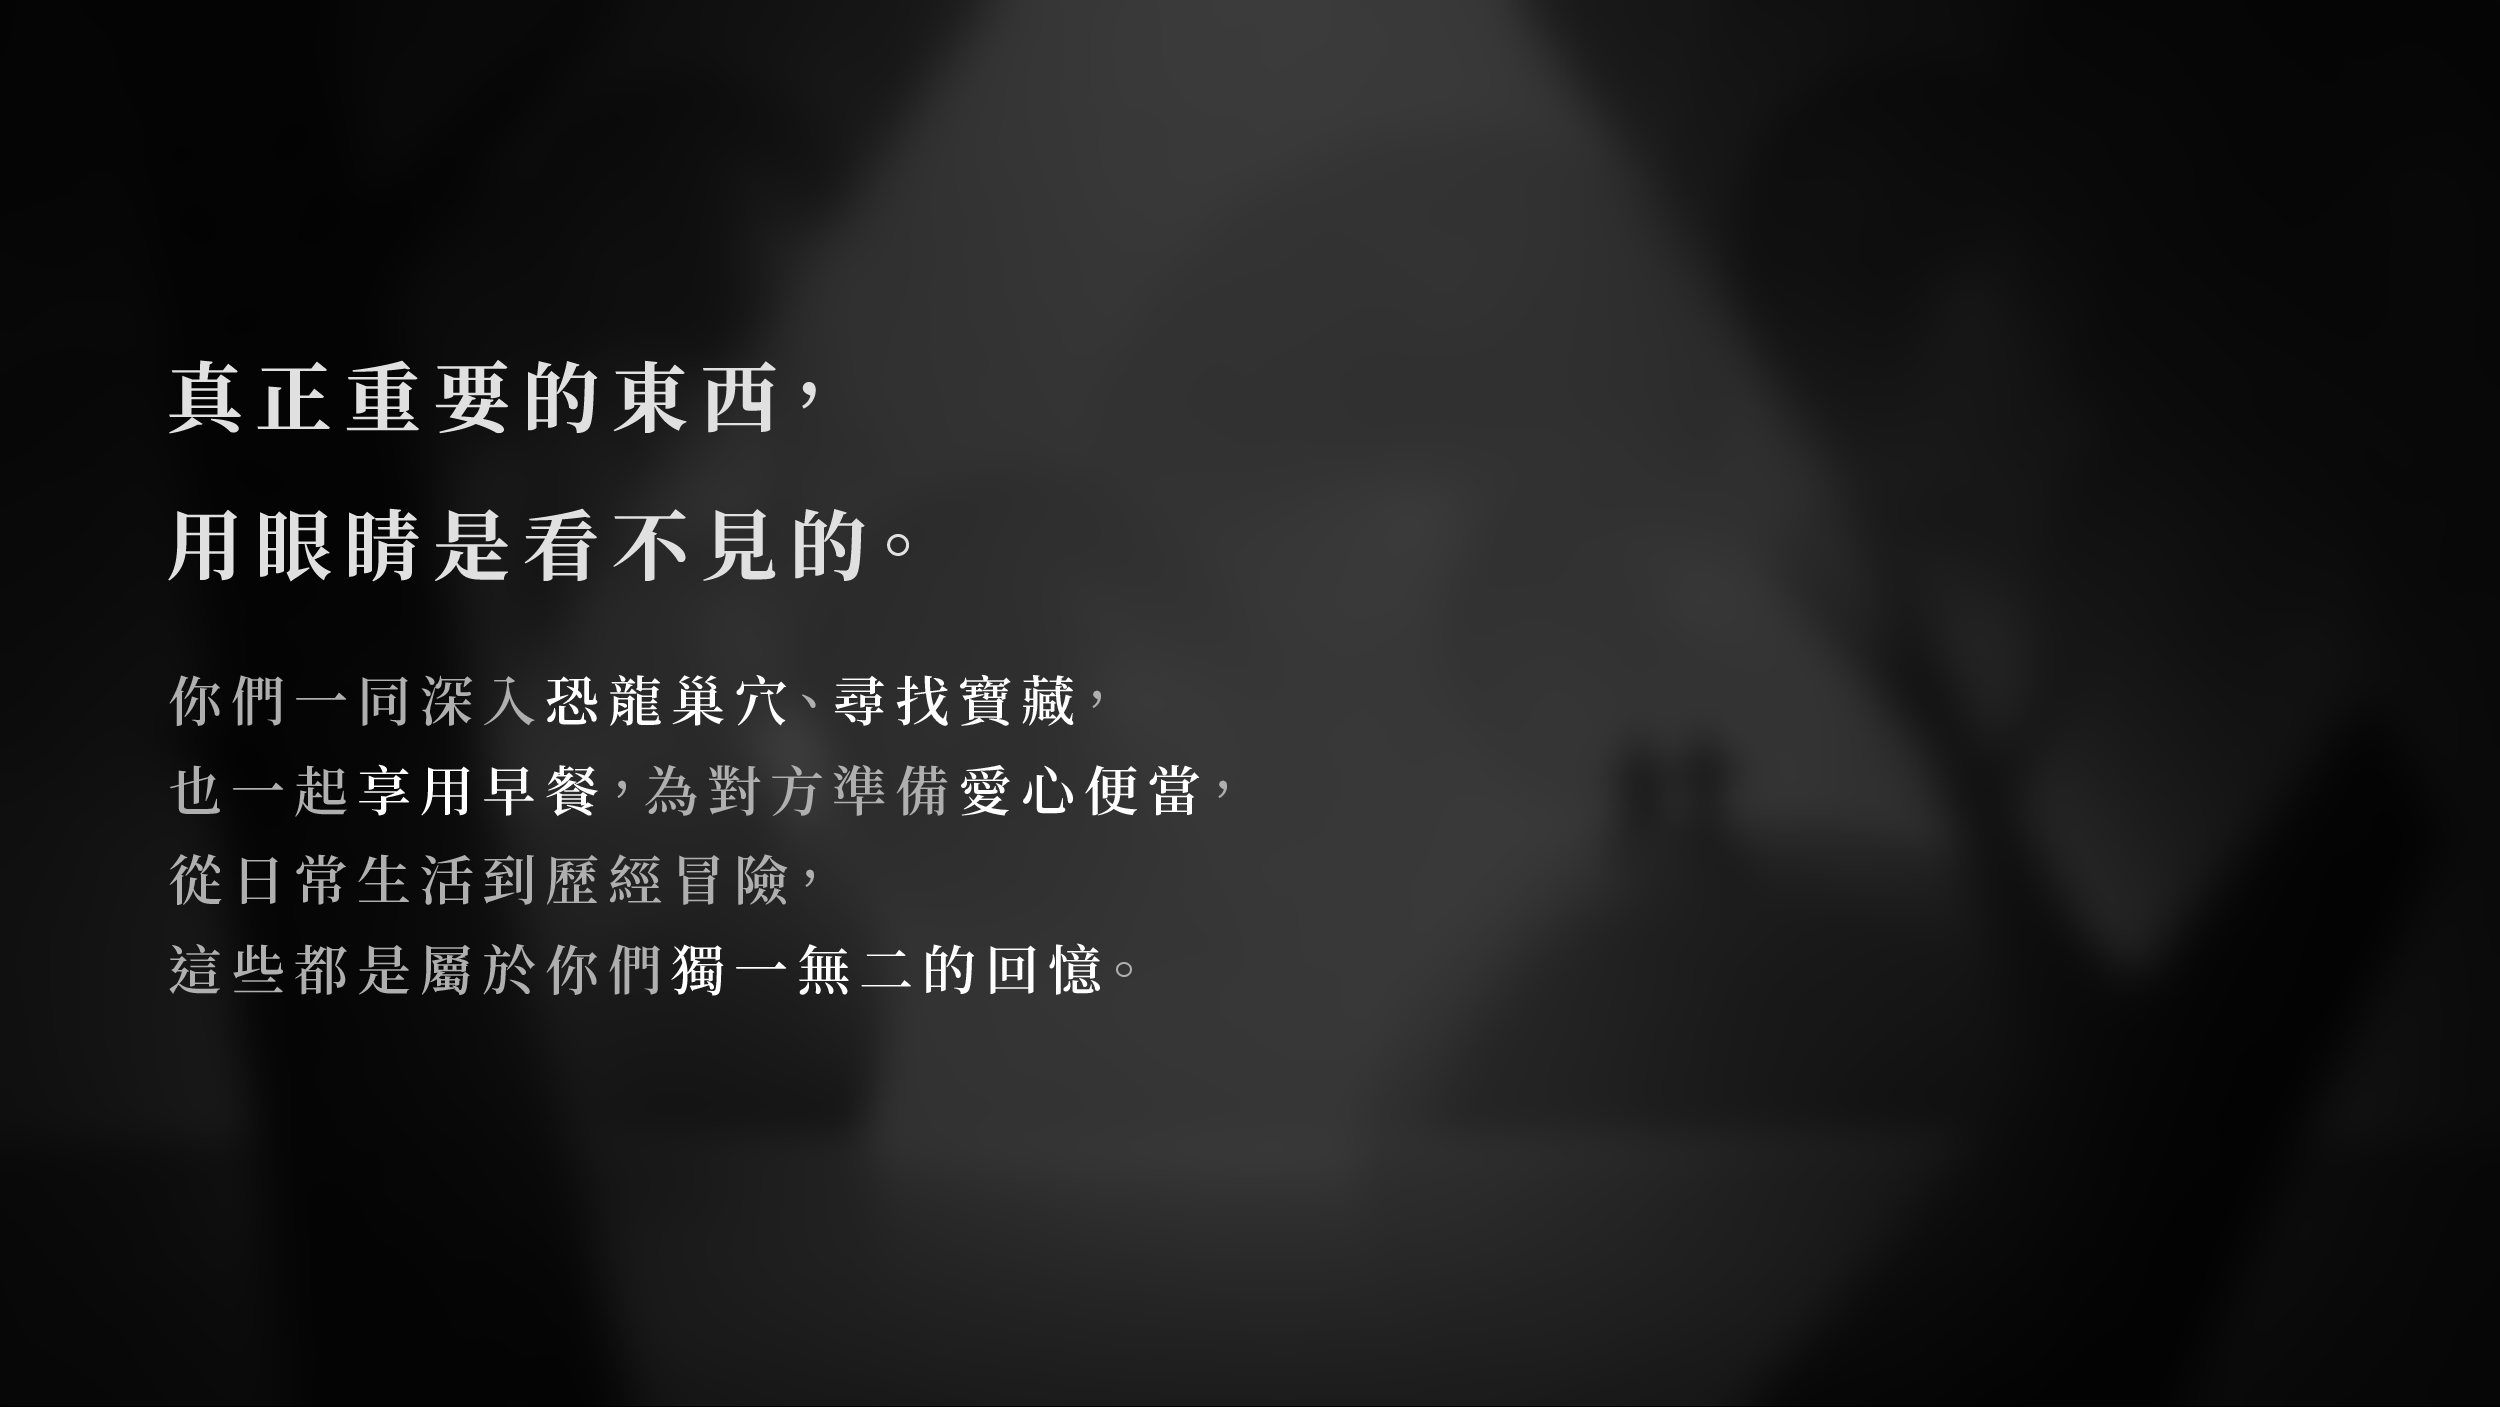 真正重要的東西，
用眼睛是看不見的。
你們一同深入恐龍巢穴、尋找寶藏，
也一起享用早餐，為對方準備愛心便當，
從日常生活到歷經冒險，
這些都是屬於你們獨一無二的回憶。